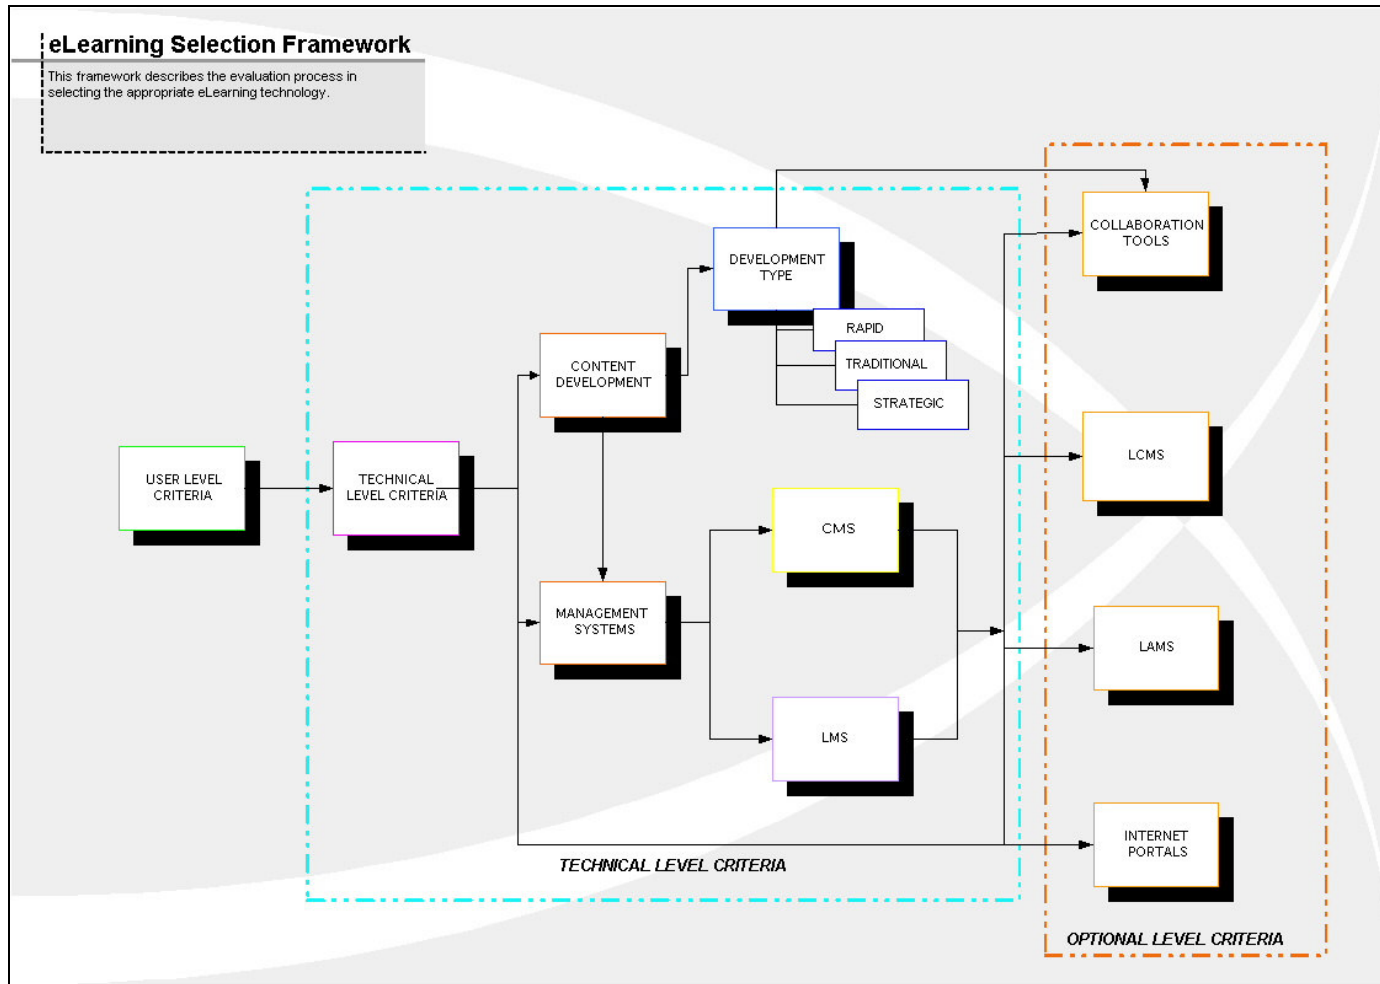 eLearning Selection Framework
This framework describes the evaluation process in
selecting the appropriate eLearning technology.
COLLABORATION
TOOLS
DEVELOPMENT
TYPE
RAPID
TRADITIONAL
STRATEGIC
CONTENT
DEVELOPMENT
USER LEVEL
CRITERIA
TECHNICAL
LEVEL CRITERIA
LCMS
CMS
MANAGEMENT
SYSTEMS
LAMS
LMS
INTERNET
PORTALS
TECHNICAL LEVEL CRITERIA
OPTIONAL LEVEL CRITERIA